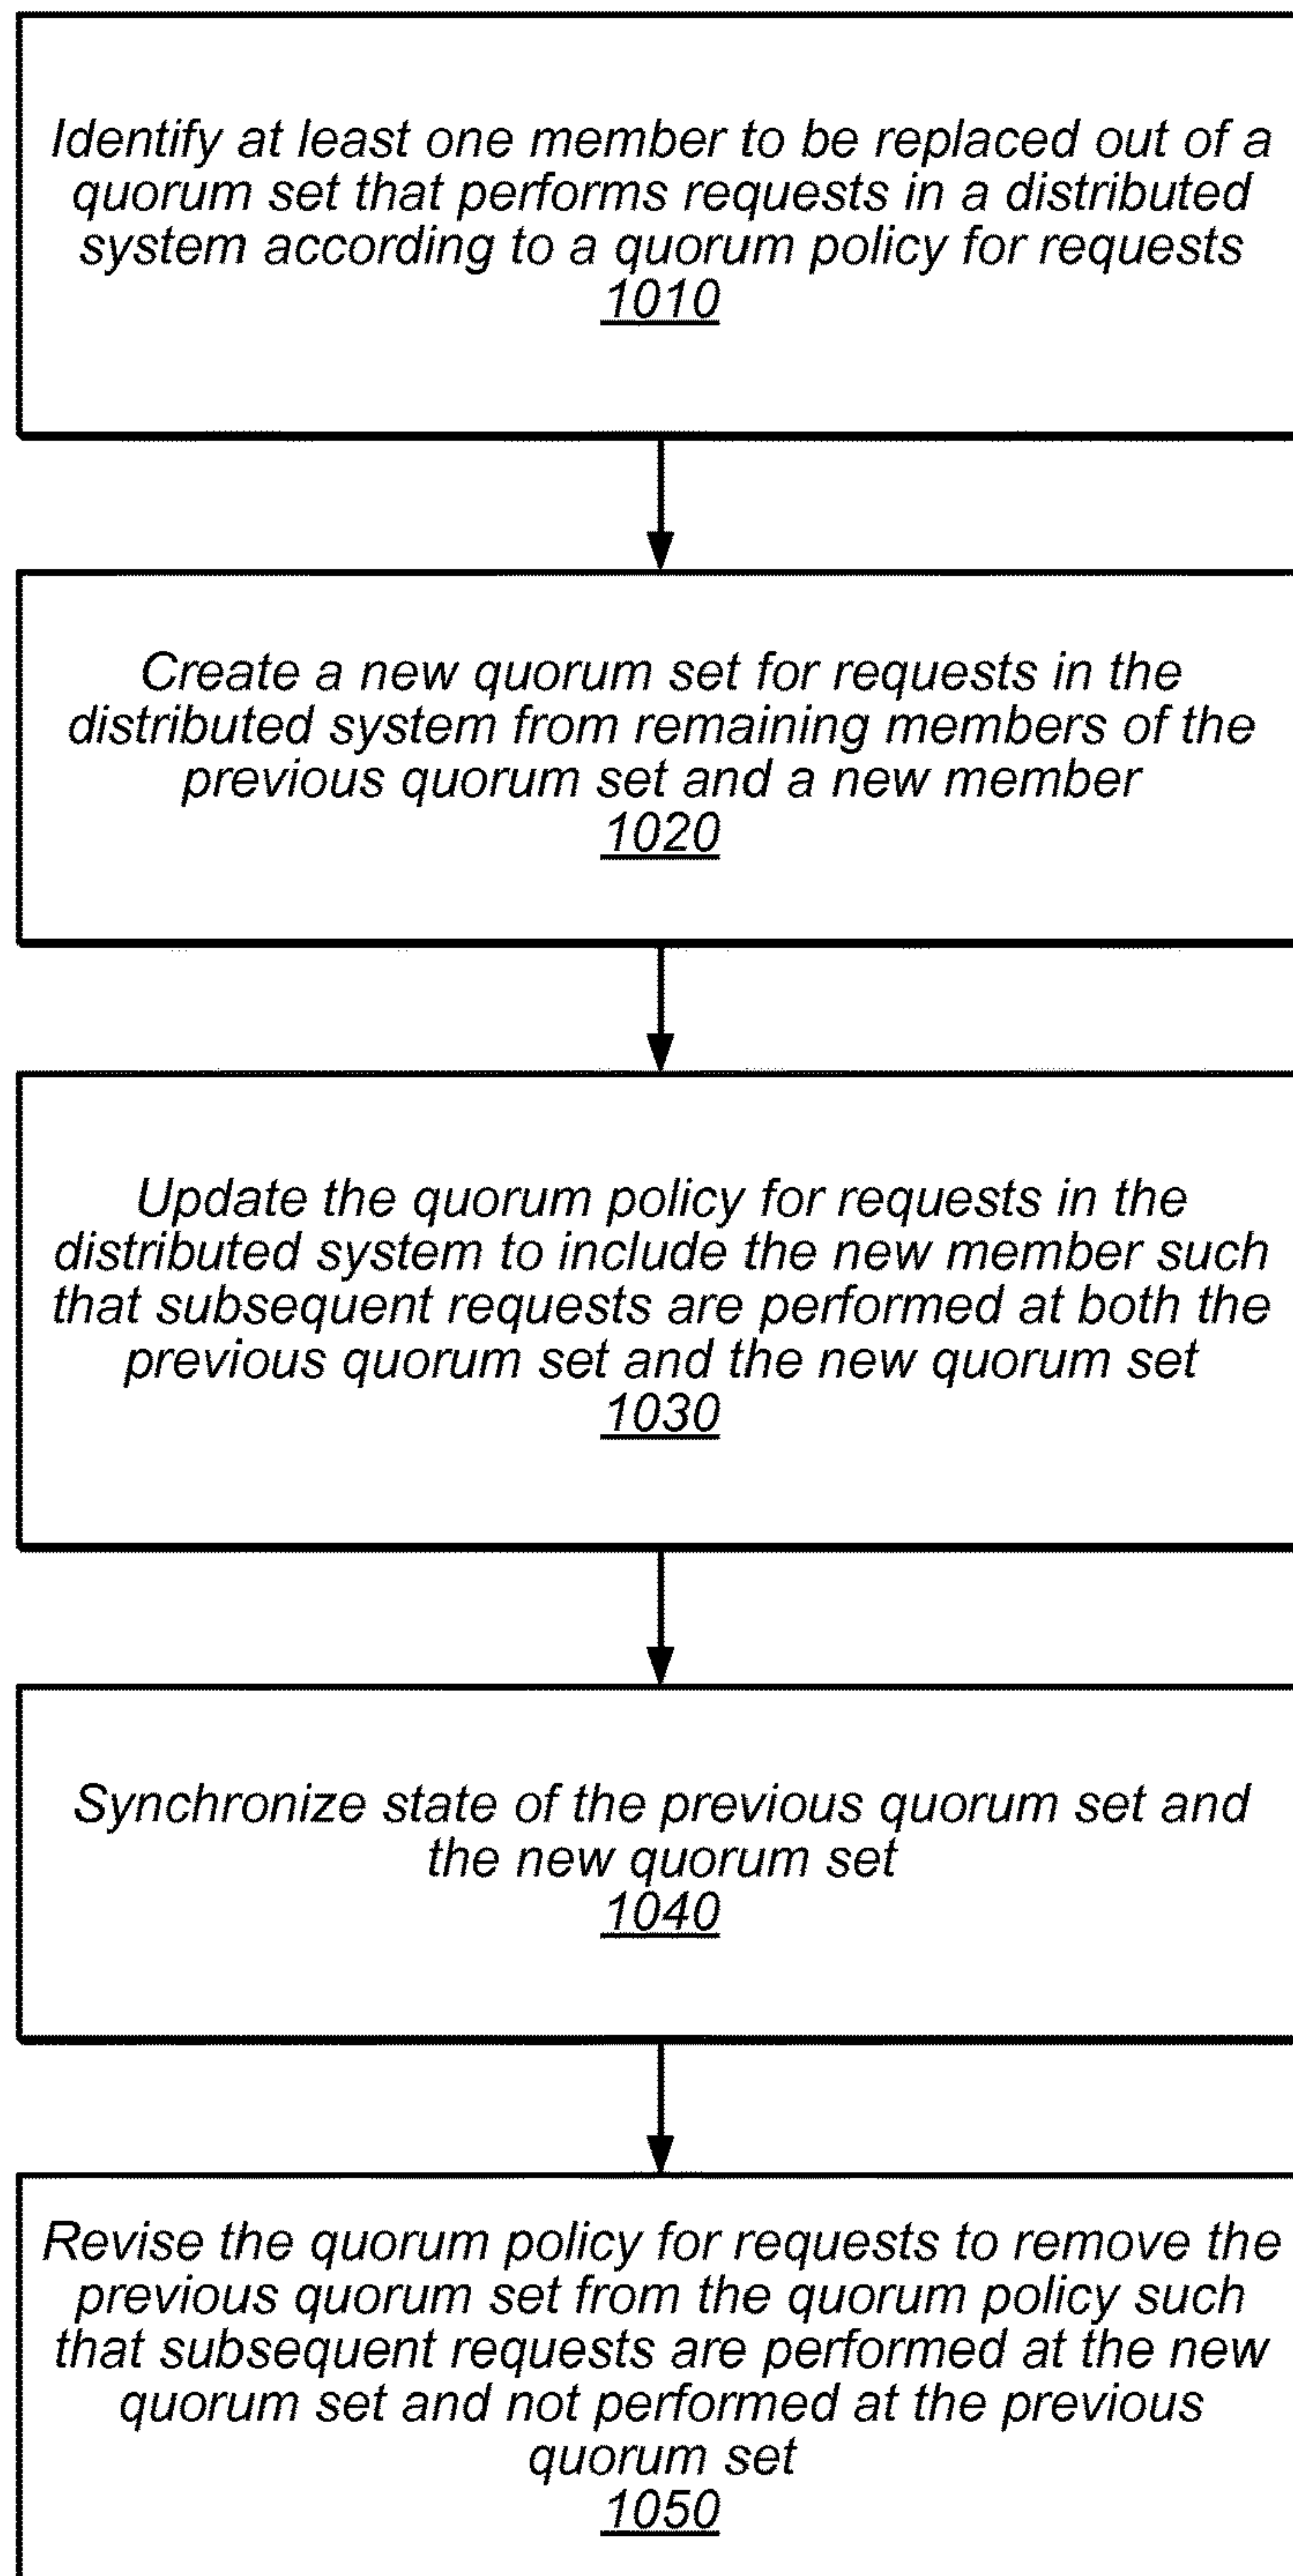 Identify at least one member to be replaced out of a
quorum set that performs requests in a distributed
system according to a quorum policy for requests
1010
Create a new quorum set for requests in the
distributed system from remaining members of the
previous quorum set and a new member
1020
Update the quorum policy for requests in the
distributed system to include the new member such
that subsequent requests are performed at both the
previous quorum set and the new quorum set
1030
Synchronize state of the previous quorum set and
the new quorum set
1040
Revise the quorum policy for requests to remove the
previous quorum set from the quorum policy such
that subsequent requests are performed at the new
quorum set and not performed at the previous
quorum set
1050